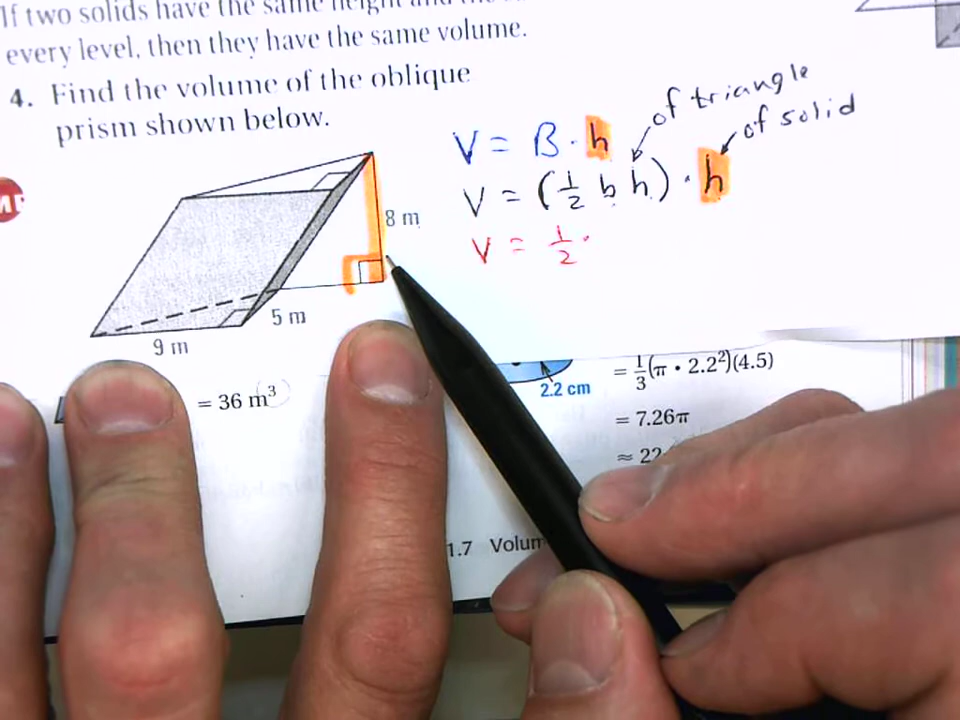 If two solids have the same height and the
every level, then they have the same volume.
4. Find the volume of the oblique
prism shown below.
of triangle
of solid
V = B · h
V = (1/2 b h) · h
V = 1/2 ·
8 m
5 m
9 m
= 36 m³
2.2 cm
= 1/3(π • 2.2²)(4.5)
= 7.26π
≈ 22
1.7 Volum